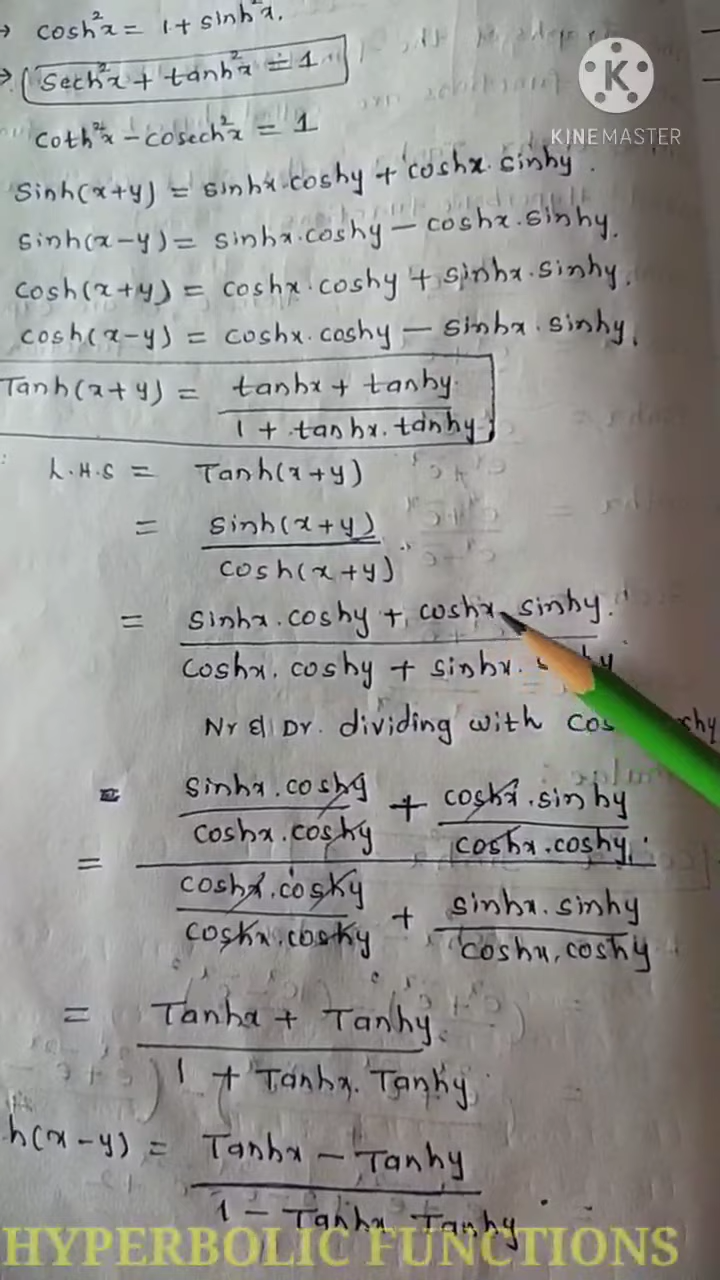 → cosh²x = 1 + sinh²x.
→ sech²x + tanh²x = 1
K
KINEMASTER
coth²x - cosech²x = 1
Sinh(x+y) = sinhx.coshy + coshx.sinhy.
sinh(x-y) = sinhx.coshy - coshx.sinhy.
cosh(x+y) = coshx.coshy + sinhx.sinhy.
cosh(x-y) = coshx.coshy - sinhx.sinhy.
Tanh(x+y) = tanhx + tanhy
1 + tanhx.tanhy
L.H.S = Tanh(x+y)
= sinh(x+y)
cosh(x+y)
= sinhx.coshy + coshx.sinhy.
Coshx.coshy + sinhx.
Nr & Dr. dividing with
= sinhx.coshy + coshx.sinhy
coshx.coshy coshx.coshy.
= coshx.coshy + sinhx.sinhy
coshx.coshy coshx.coshy
= Tanhx + Tanhy
1 + Tanhx.Tanhy
h(x-y) = Tanhx - Tanhy
1 - Tanhx Tanhy
HYPERBOLIC FUNCTIONS